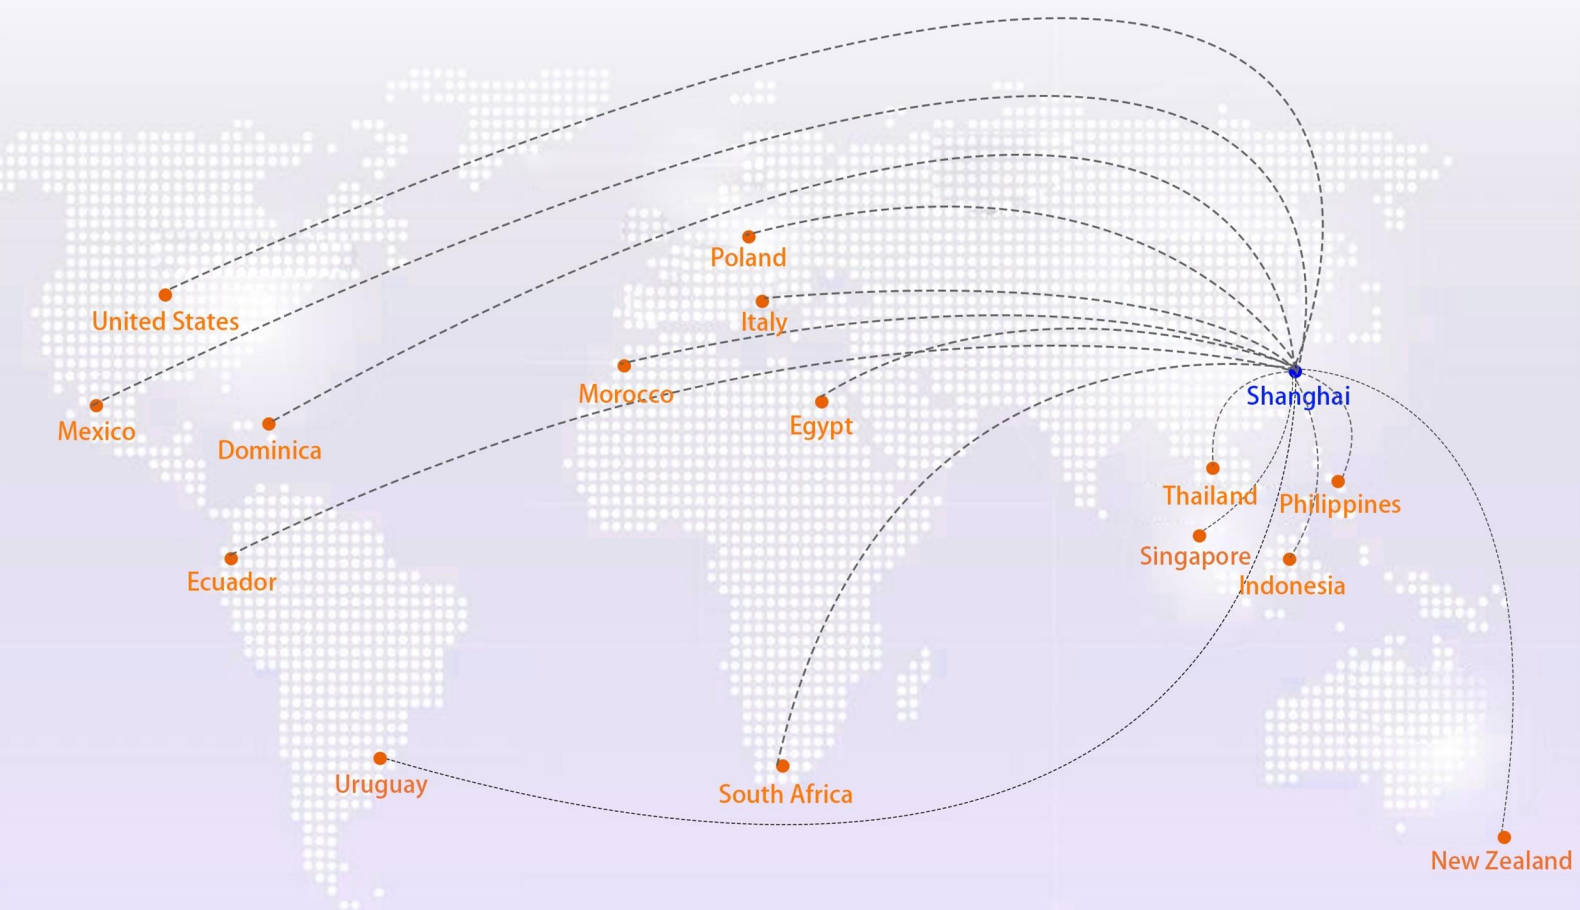 Poland
United States
Italy
Morocco
Shanghai
Mexico
Egypt
Dominica
Thailand
Philippines
Singapore
Ecuador
Indonesia
Uruguay
South Africa
New Zealand